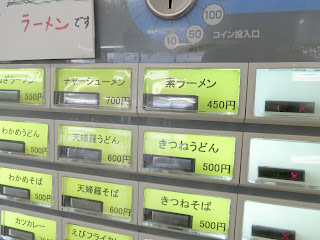 ラーメンです
100
50
10
コイン投入口
550円
チャーシューメン
700円
素ラーメン
450円
わかめうどん
500円
天婦羅うどん
600円
きつねうどん
500円
わかめそば
500円
天婦羅そば
600円
きつねそば
500円
カツカレー
えびフライカレー